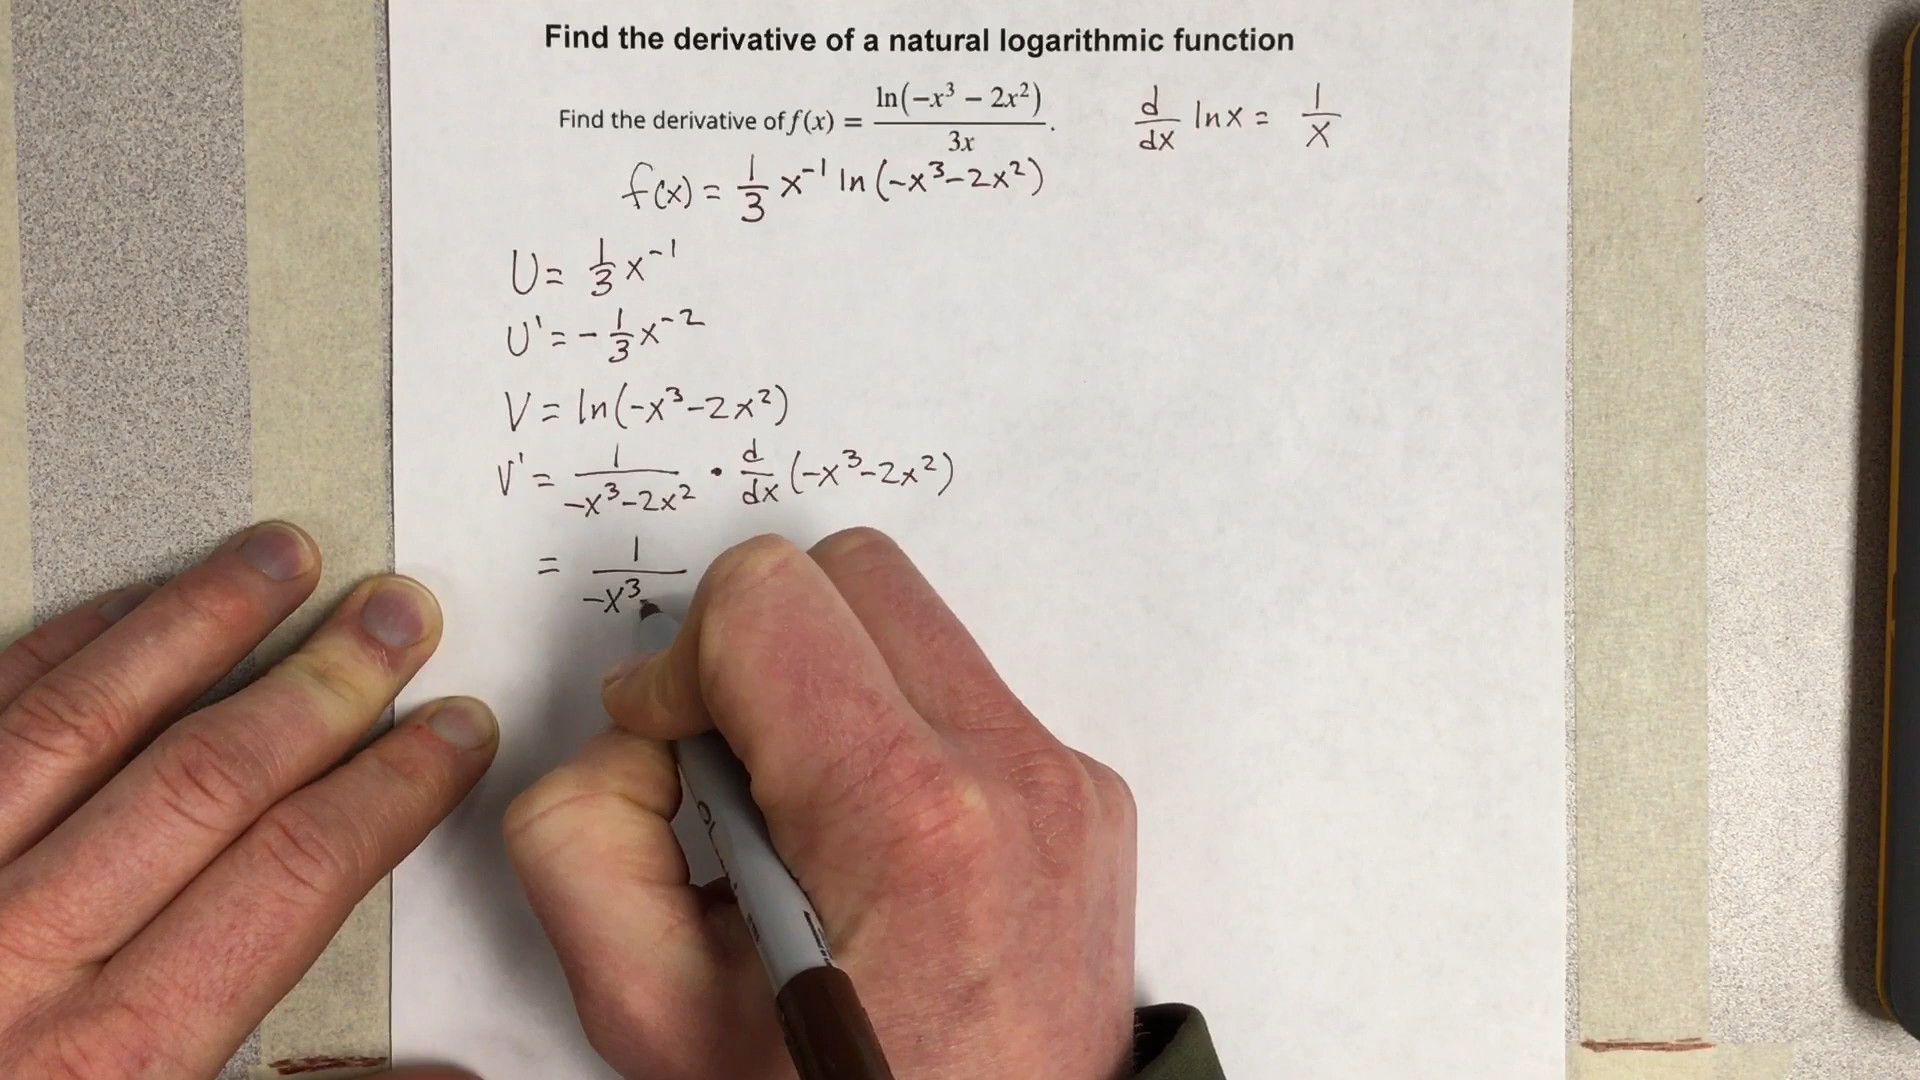 Find the derivative of a natural logarithmic function
Find the derivative of f(x) = ln(−x³ − 2x²) / 3x.
d/dx lnx = 1/x
f(x) = 1/3 x⁻¹ ln(-x³-2x²)
U = 1/3 x⁻¹
U' = - 1/3 x⁻²
V = ln(-x³-2x²)
V' = 1/(-x³-2x²) • d/dx (-x³-2x²)
= 1/-x³